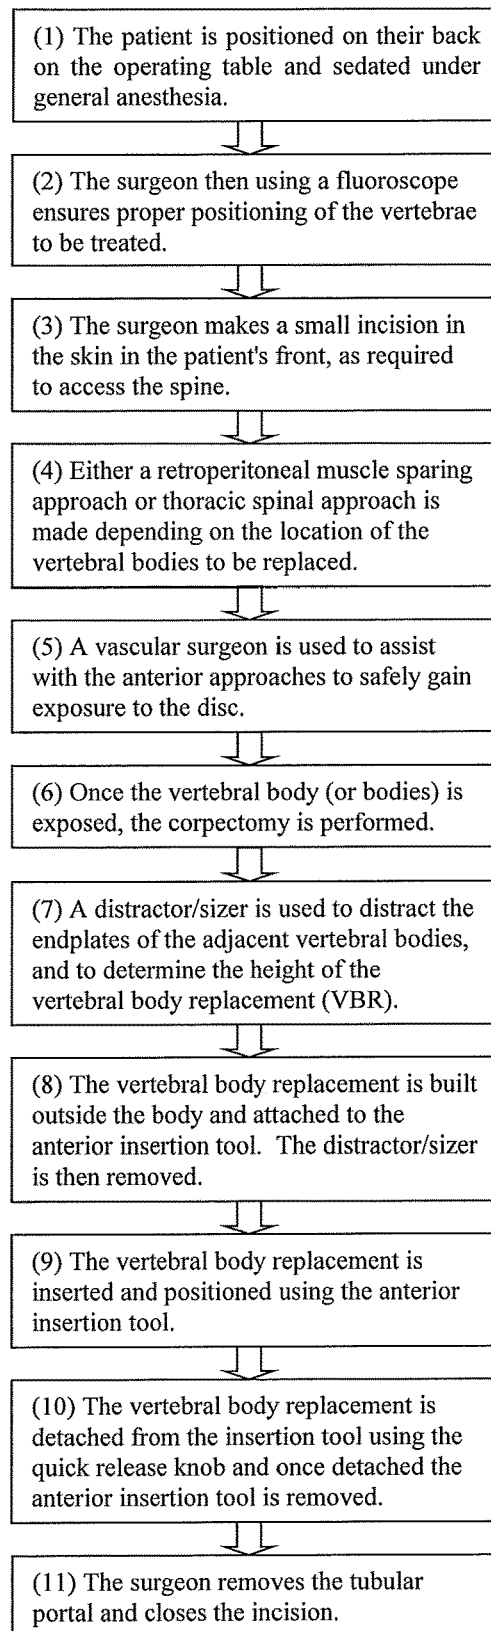 (1) The patient is positioned on their back
on the operating table and sedated under
general anesthesia.
(2) The surgeon then using a fluoroscope
ensures proper positioning of the vertebrae
to be treated.
(3) The surgeon makes a small incision in
the skin in the patient's front, as required
to access the spine.
(4) Either a retroperitoneal muscle sparing
approach or thoracic spinal approach is
made depending on the location of the
vertebral bodies to be replaced.
(5) A vascular surgeon is used to assist
with the anterior approaches to safely gain
exposure to the disc.
(6) Once the vertebral body (or bodies) is
exposed, the corpectomy is performed.
(7) A distractor/sizer is used to distract the
endplates of the adjacent vertebral bodies,
and to determine the height of the
vertebral body replacement (VBR).
(8) The vertebral body replacement is built
outside the body and attached to the
anterior insertion tool. The distractor/sizer
is then removed.
(9) The vertebral body replacement is
inserted and positioned using the anterior
insertion tool.
(10) The vertebral body replacement is
detached from the insertion tool using the
quick release knob and once detached the
anterior insertion tool is removed.
(11) The surgeon removes the tubular
portal and closes the incision.